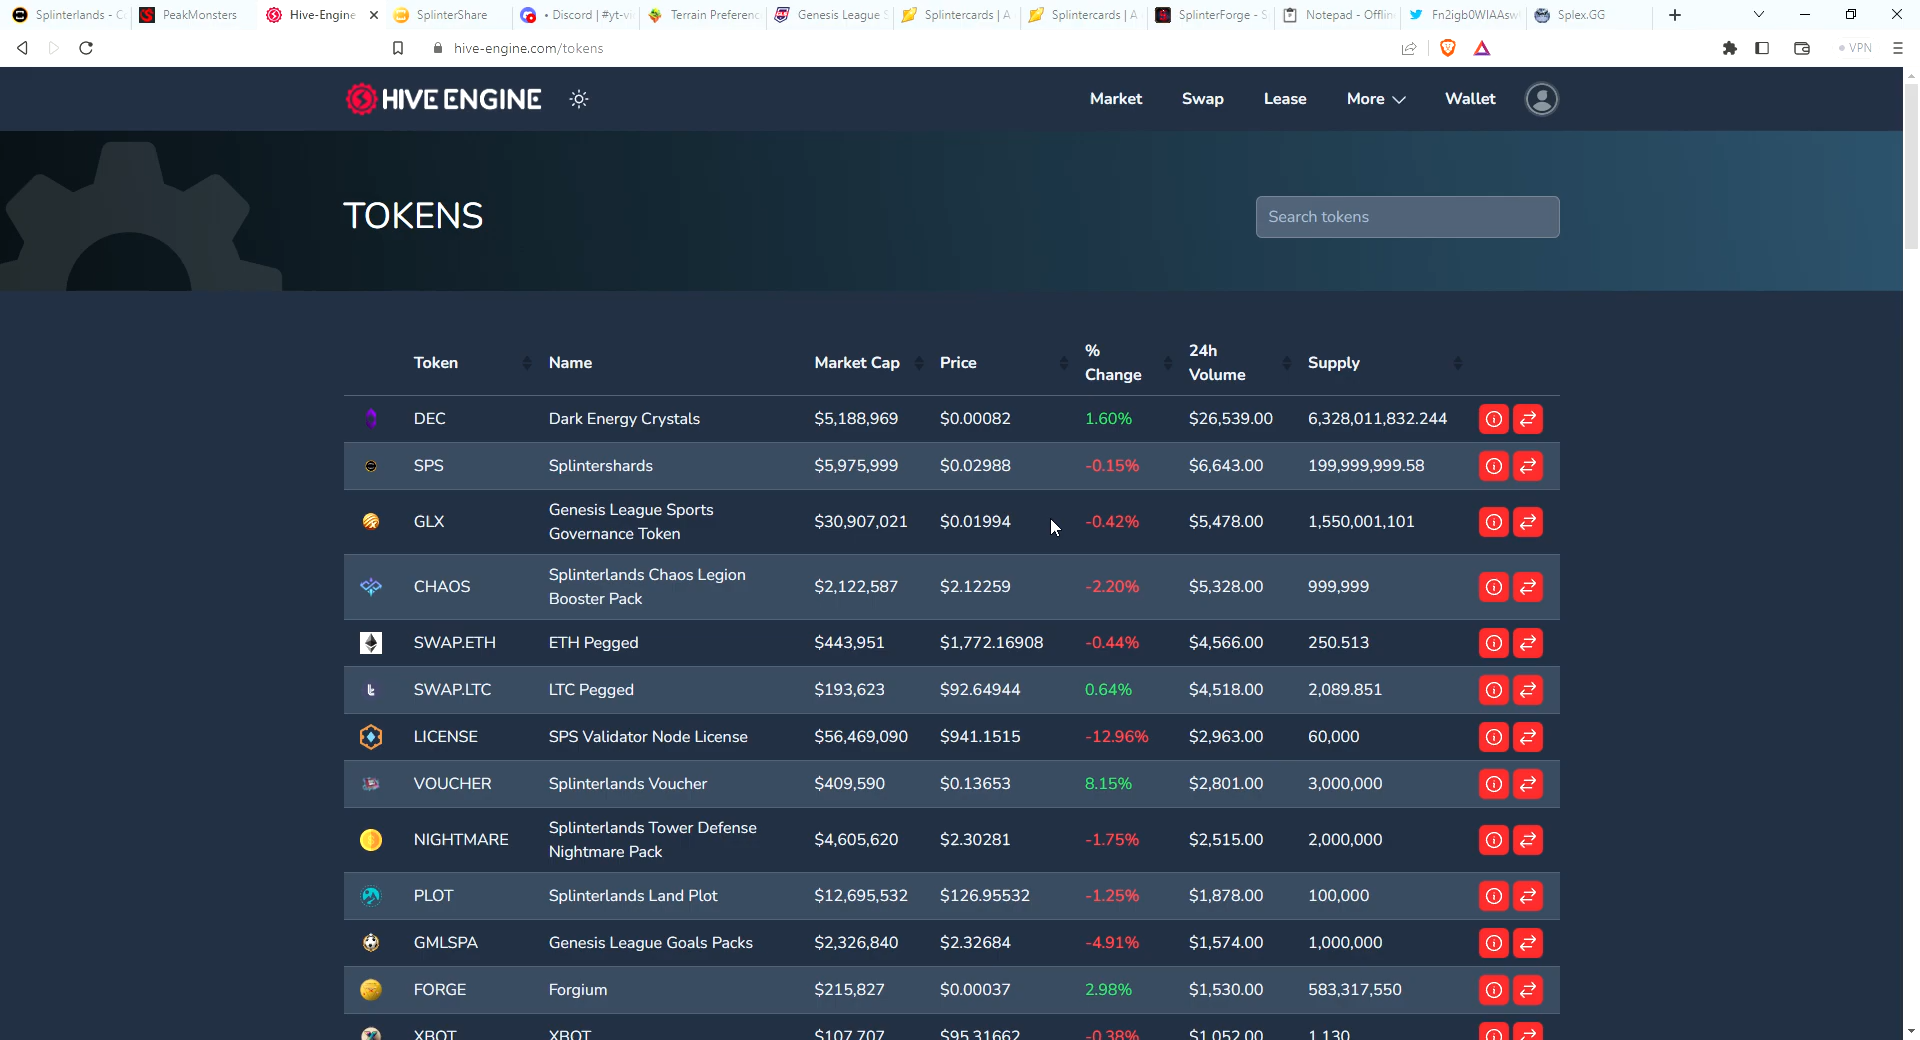 Splinterlands - C
PeakMonsters
Hive-Engine
SplinterShare
• Discord | #yt-vi
Terrain Preferenc
Genesis League S
Splintercards | A
Splintercards | A
SplinterForge - S
Notepad - Offlin
Fn2igb0WIAAsw
Splex.GG
hive-engine.com/tokens
VPN
HIVE ENGINE
Market Swap Lease More Wallet
TOKENS
Search tokens
Token Name Market Cap Price % Change 24h Volume Supply
DEC Dark Energy Crystals $5,188,969 $0.00082 1.60% $26,539.00 6,328,011,832.244
SPS Splintershards $5,975,999 $0.02988 -0.15% $6,643.00 199,999,999.58
GLX Genesis League Sports Governance Token $30,907,021 $0.01994 -0.42% $5,478.00 1,550,001,101
CHAOS Splinterlands Chaos Legion Booster Pack $2,122,587 $2.12259 -2.20% $5,328.00 999,999
SWAP.ETH ETH Pegged $443,951 $1,772.16908 -0.44% $4,566.00 250.513
SWAP.LTC LTC Pegged $193,623 $92.64944 0.64% $4,518.00 2,089.851
LICENSE SPS Validator Node License $56,469,090 $941.1515 -12.96% $2,963.00 60,000
VOUCHER Splinterlands Voucher $409,590 $0.13653 8.15% $2,801.00 3,000,000
NIGHTMARE Splinterlands Tower Defense Nightmare Pack $4,605,620 $2.30281 -1.75% $2,515.00 2,000,000
PLOT Splinterlands Land Plot $12,695,532 $126.95532 -1.25% $1,878.00 100,000
GMLSPA Genesis League Goals Packs $2,326,840 $2.32684 -4.91% $1,574.00 1,000,000
FORGE Forgium $215,827 $0.00037 2.98% $1,530.00 583,317,550
XBOT XBOT $107,707 $95.31662 -0.38% $1,052.00 1,130